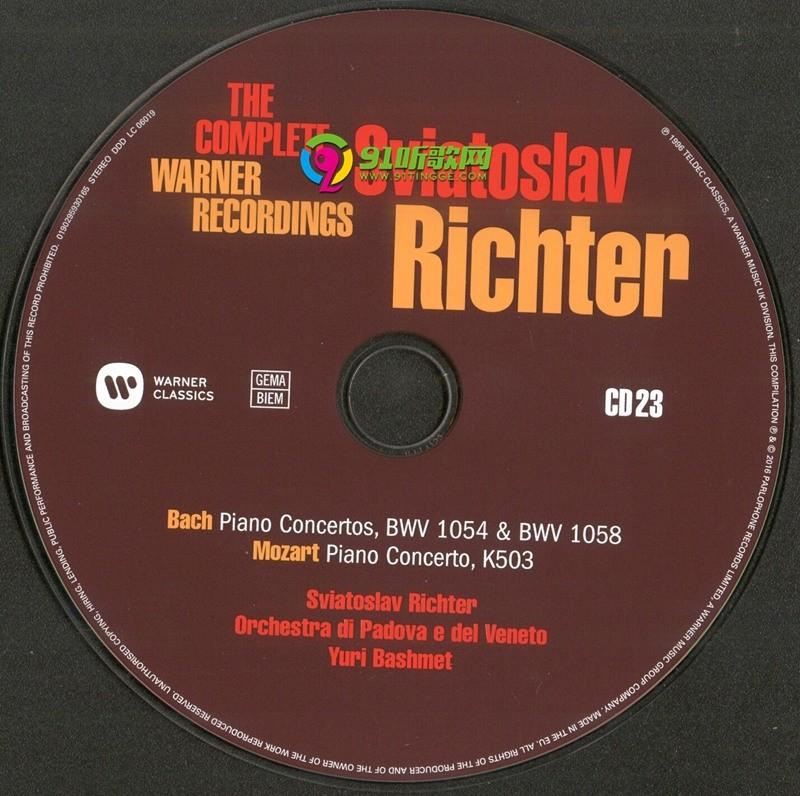 THE
COMPLETE
WARNER
RECORDINGS
Sviatoslav
Richter
91听歌网
WWW.91TINGGE.COM
WARNER
CLASSICS
GEMA
BIEM
CD 23
Bach Piano Concertos, BWV 1054 & BWV 1058
Mozart Piano Concerto, K503
Sviatoslav Richter
Orchestra di Padova e del Veneto
Yuri Bashmet
℗ 1996 TELDEC CLASSICS, A WARNER MUSIC UK DIVISION. THIS COMPILATION ℗ & © 2016 PARLOPHONE RECORDS LIMITED, A WARNER MUSIC GROUP COMPANY. MADE IN THE EU. ALL RIGHTS OF THE PRODUCER AND OF THE OWNER OF THE WORK REPRODUCED RESERVED. UNAUTHORISED COPYING, HIRING, LENDING, PUBLIC PERFORMANCE AND BROADCASTING OF THIS RECORD PROHIBITED. 0190295930165 STEREO DDD LC 06019